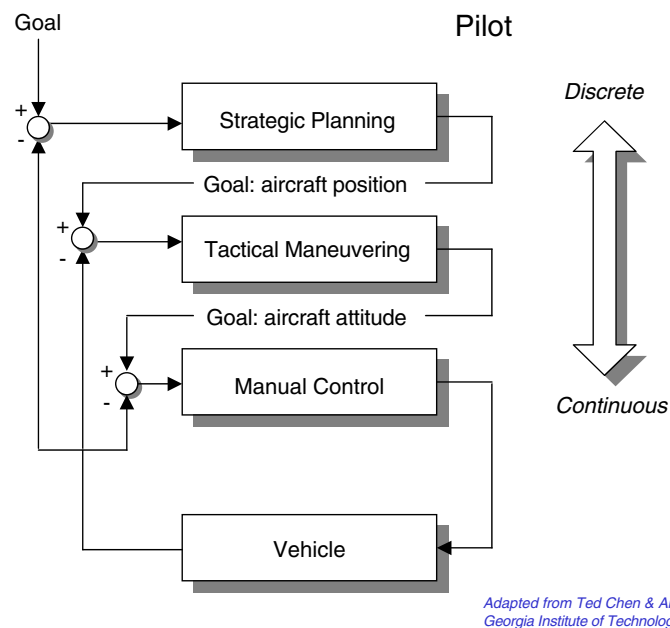 Goal
Pilot
Strategic Planning
Discrete
+
-
Goal: aircraft position
+
-
Tactical Maneuvering
Goal: aircraft attitude
+
-
Manual Control
Continuous
Vehicle
Adapted from Ted Chen &
Georgia Institute of